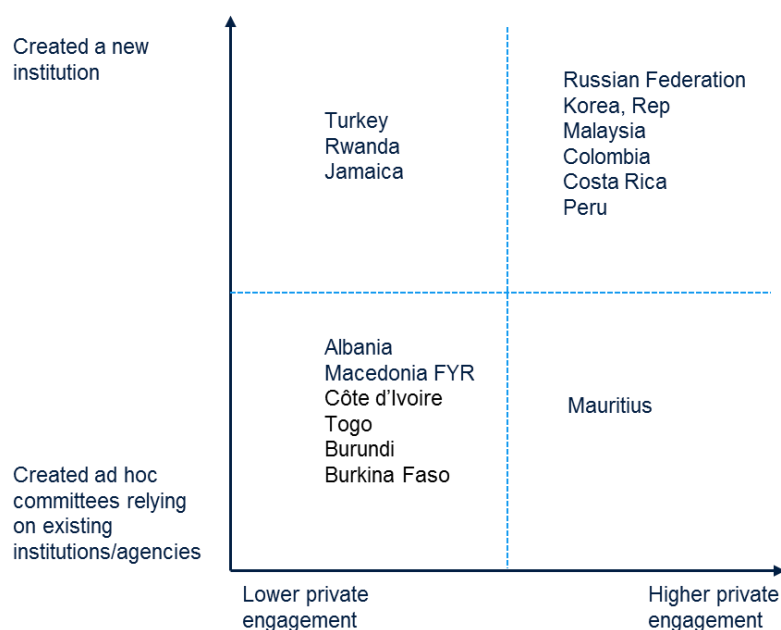 Created a new
institution
Turkey
Rwanda
Jamaica
Russian Federation
Korea, Rep
Malaysia
Colombia
Costa Rica
Peru
Created ad hoc
committees relying
on existing
institutions/agencies
Albania
Macedonia FYR
Côte d’Ivoire
Togo
Burundi
Burkina Faso
Mauritius
Lower private
engagement
Higher private
engagement